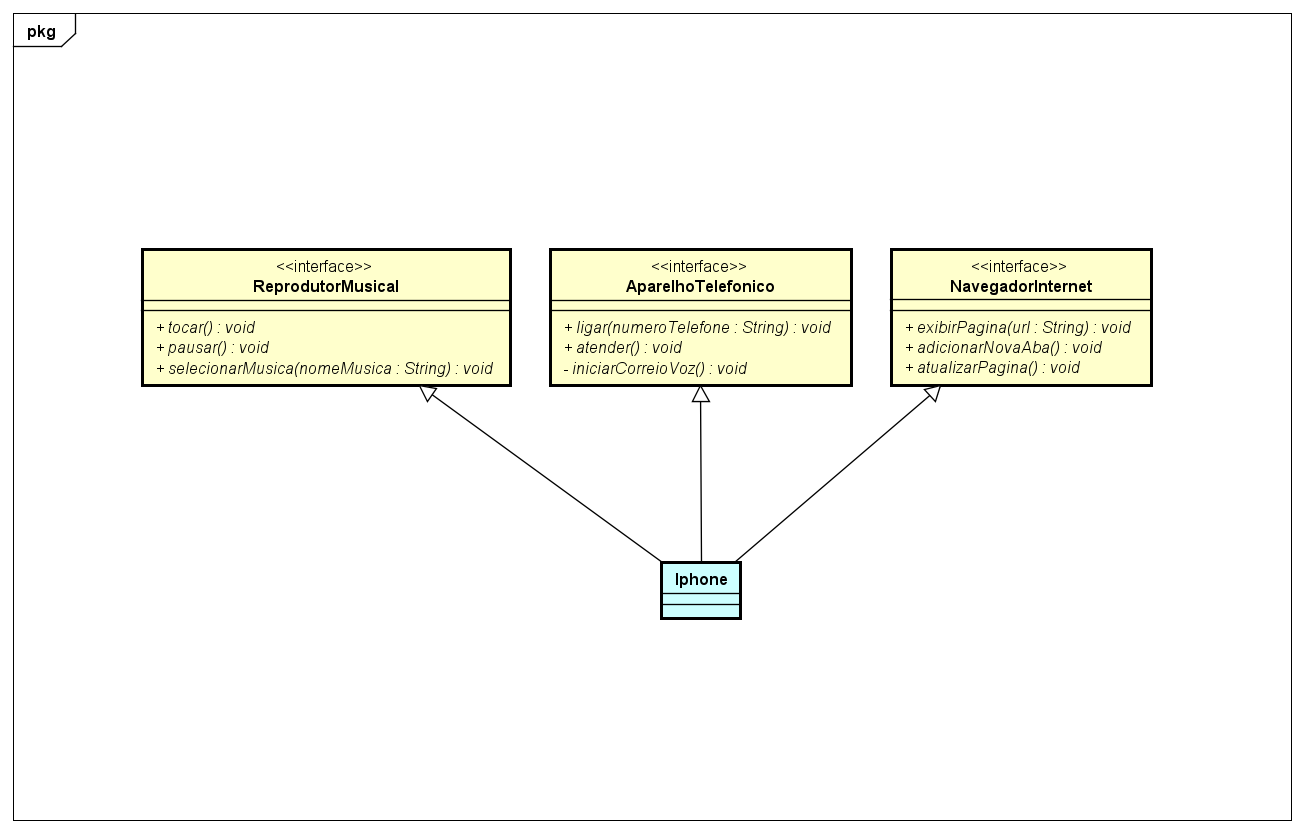 pkg
<<interface>>
ReprodutorMusical
+ tocar() : void
+ pausar() : void
+ selecionarMusica(nomeMusica : String) : void
<<interface>>
AparelhoTelefonico
+ ligar(numeroTelefone : String) : void
+ atender() : void
- iniciarCorreioVoz() : void
<<interface>>
NavegadorInternet
+ exibirPagina(url : String) : void
+ adicionarNovaAba() : void
+ atualizarPagina() : void
Iphone